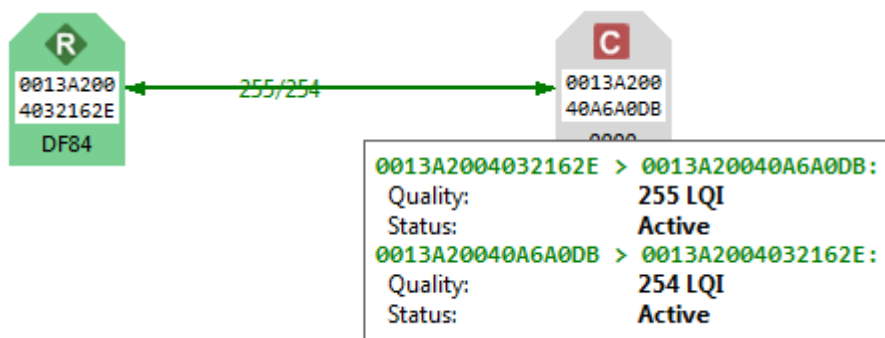 R
0013A200
4032162E
DF84
255/254
C
0013A200
40A6A0DB
0000
0013A2004032162E > 0013A20040A6A0DB:
Quality: 255 LQI
Status: Active
0013A20040A6A0DB > 0013A2004032162E:
Quality: 254 LQI
Status: Active